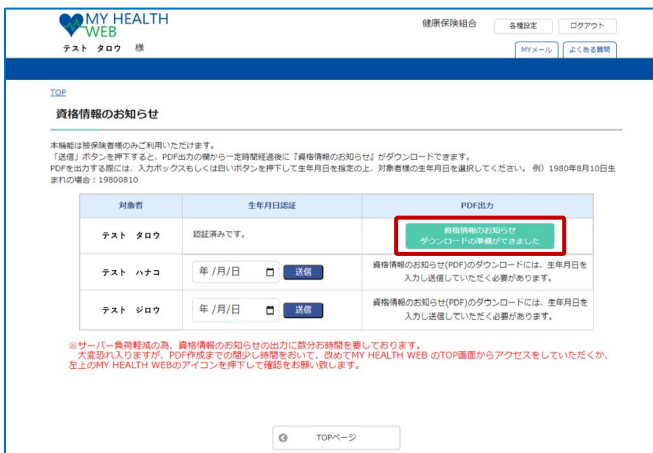 MY HEALTH
WEB
健康保険組合
各種設定
ログアウト
テスト タロウ 様
MYメール
よくある質問
TOP
資格情報のお知らせ
本機能は被保険者様のみご利用いただけます。
「送信」ボタンを押下すると、PDF出力の欄から一定時間経過後に『資格情報のお知らせ』がダウンロードできます。
PDFを出力する際には、入力ボックスもしくは白いボタンを押下して生年月日を指定の上、対象者様の生年月日を選択してください。 例）1980年8月10日生
まれの場合：19800810
対象者 生年月日認証 PDF出力
テスト タロウ 認証済みです。 資格情報のお知らせ
ダウンロードの準備ができました
テスト ハナコ 年 /月/日 送信 資格情報のお知らせ(PDF)のダウンロードには、生年月日を
入力し送信していただく必要があります。
テスト ジロウ 年 /月/日 送信 資格情報のお知らせ(PDF)のダウンロードには、生年月日を
入力し送信していただく必要があります。
※サーバー負荷軽減の為、資格情報のお知らせの出力に数分お時間を要しております。
大変恐れ入りますが、PDF作成までの間少し時間をおいて、改めてMY HEALTH WEB のTOP画面からアクセスをしていただくか、
左上のMY HEALTH WEBのアイコンを押下して確認をお願い致します。
TOPページ